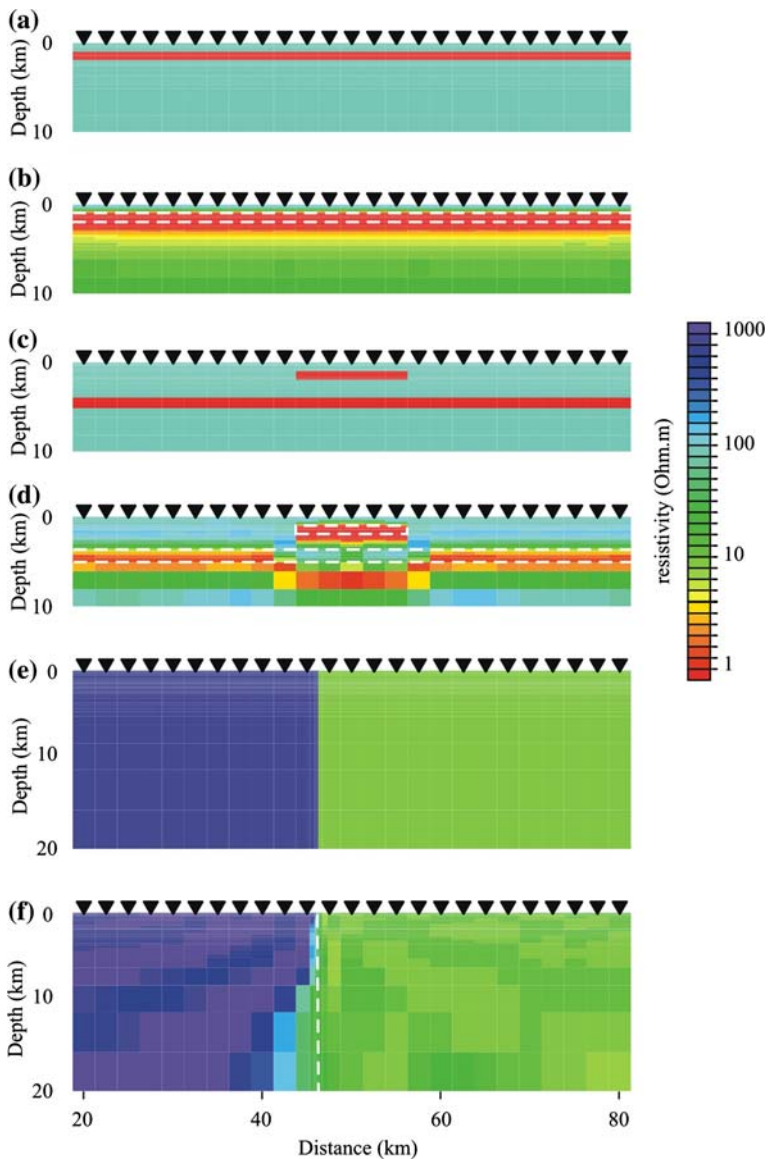 (a)
0
Depth (km)
10
(b)
0
Depth (km)
10
(c)
0
Depth (km)
10
(d)
0
Depth (km)
10
(e)
0
Depth (km)
10
20
(f)
0
Depth (km)
10
20
20 40 60 80
Distance (km)
1000
100
10
1
resistivity (Ohm.m)